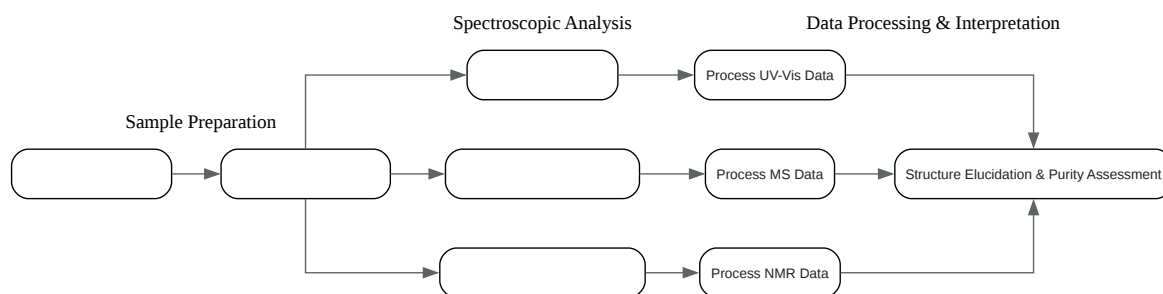 Spectroscopic Analysis
Data Processing & Interpretation
Process UV-Vis Data
Sample Preparation
Process MS Data
Structure Elucidation & Purity Assessment
Process NMR Data